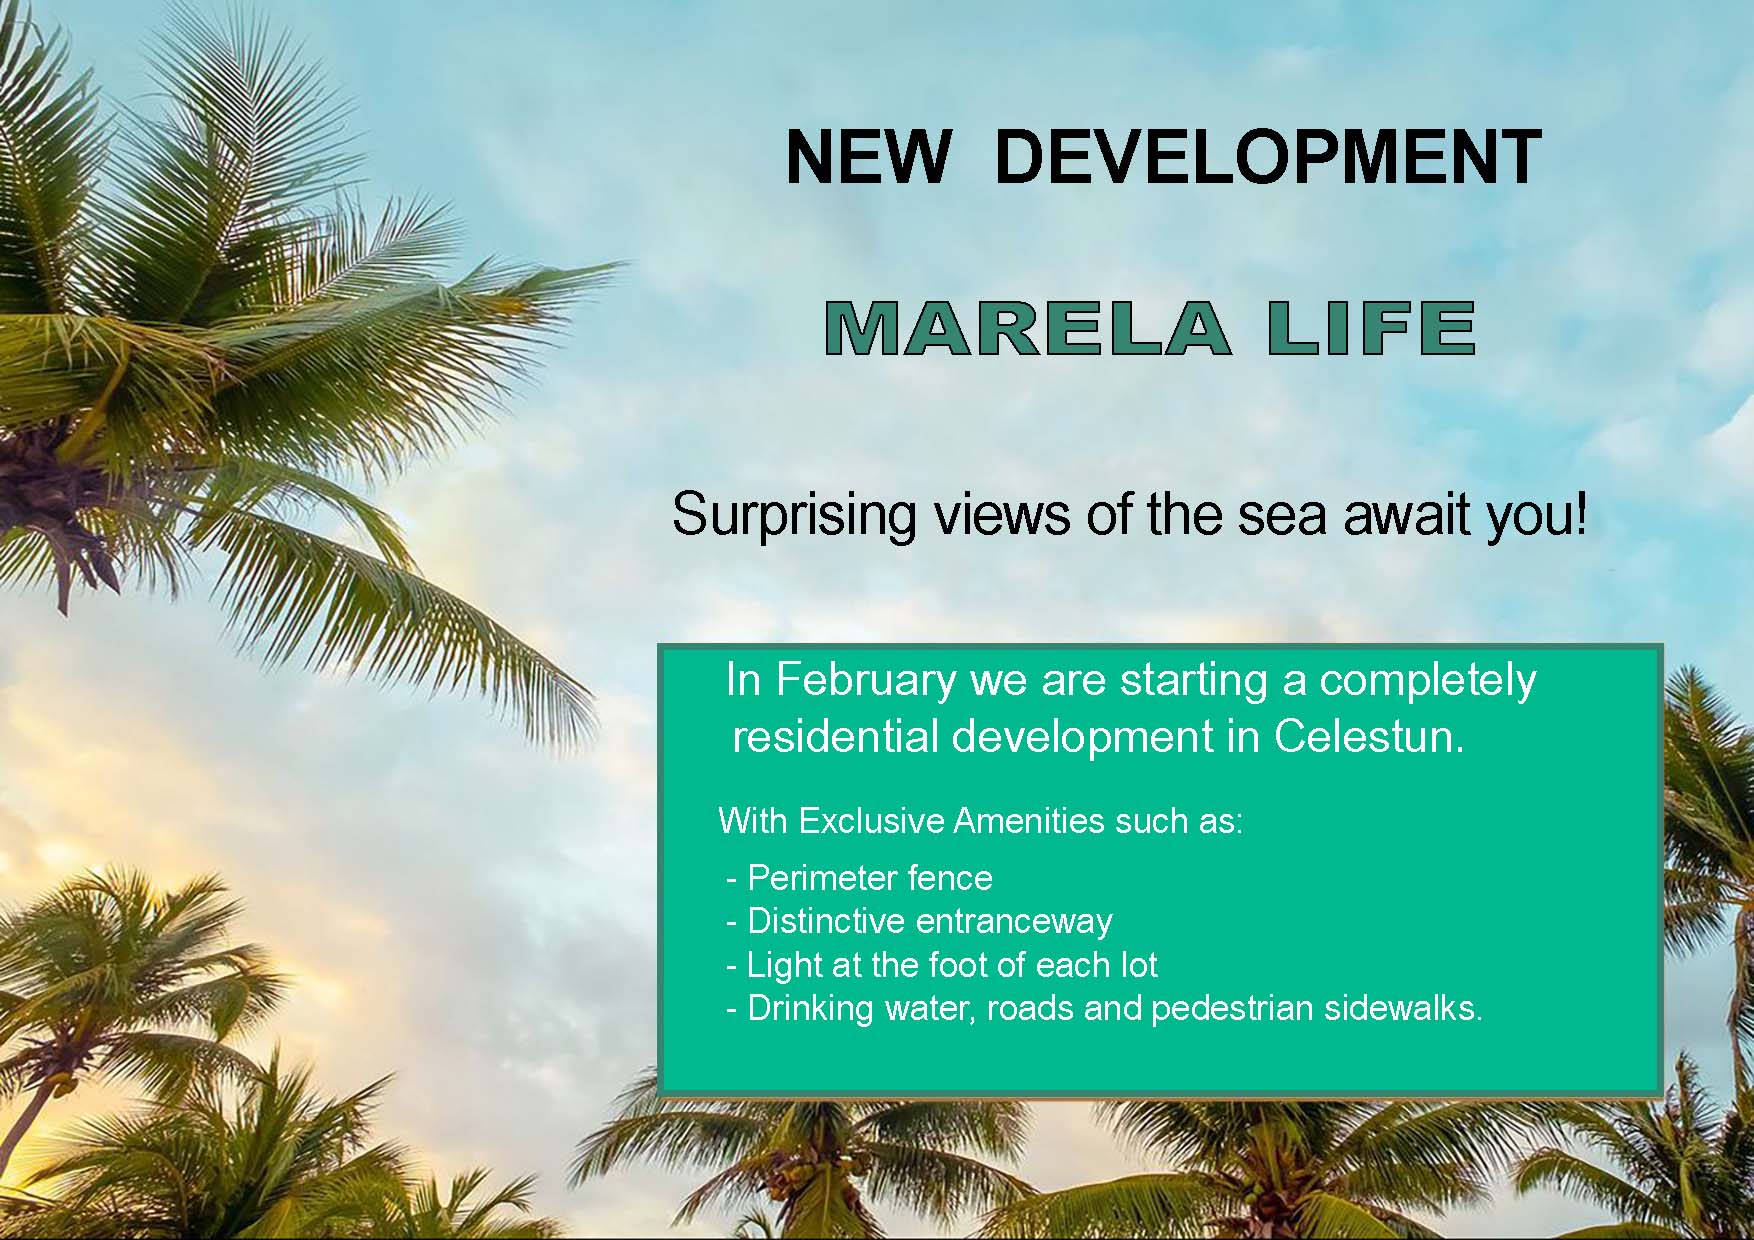 NEW DEVELOPMENT
MARELA LIFE
Surprising views of the sea await you!
In February we are starting a completely
residential development in Celestun.
With Exclusive Amenities such as:
- Perimeter fence
- Distinctive entranceway
- Light at the foot of each lot
- Drinking water, roads and pedestrian sidewalks.